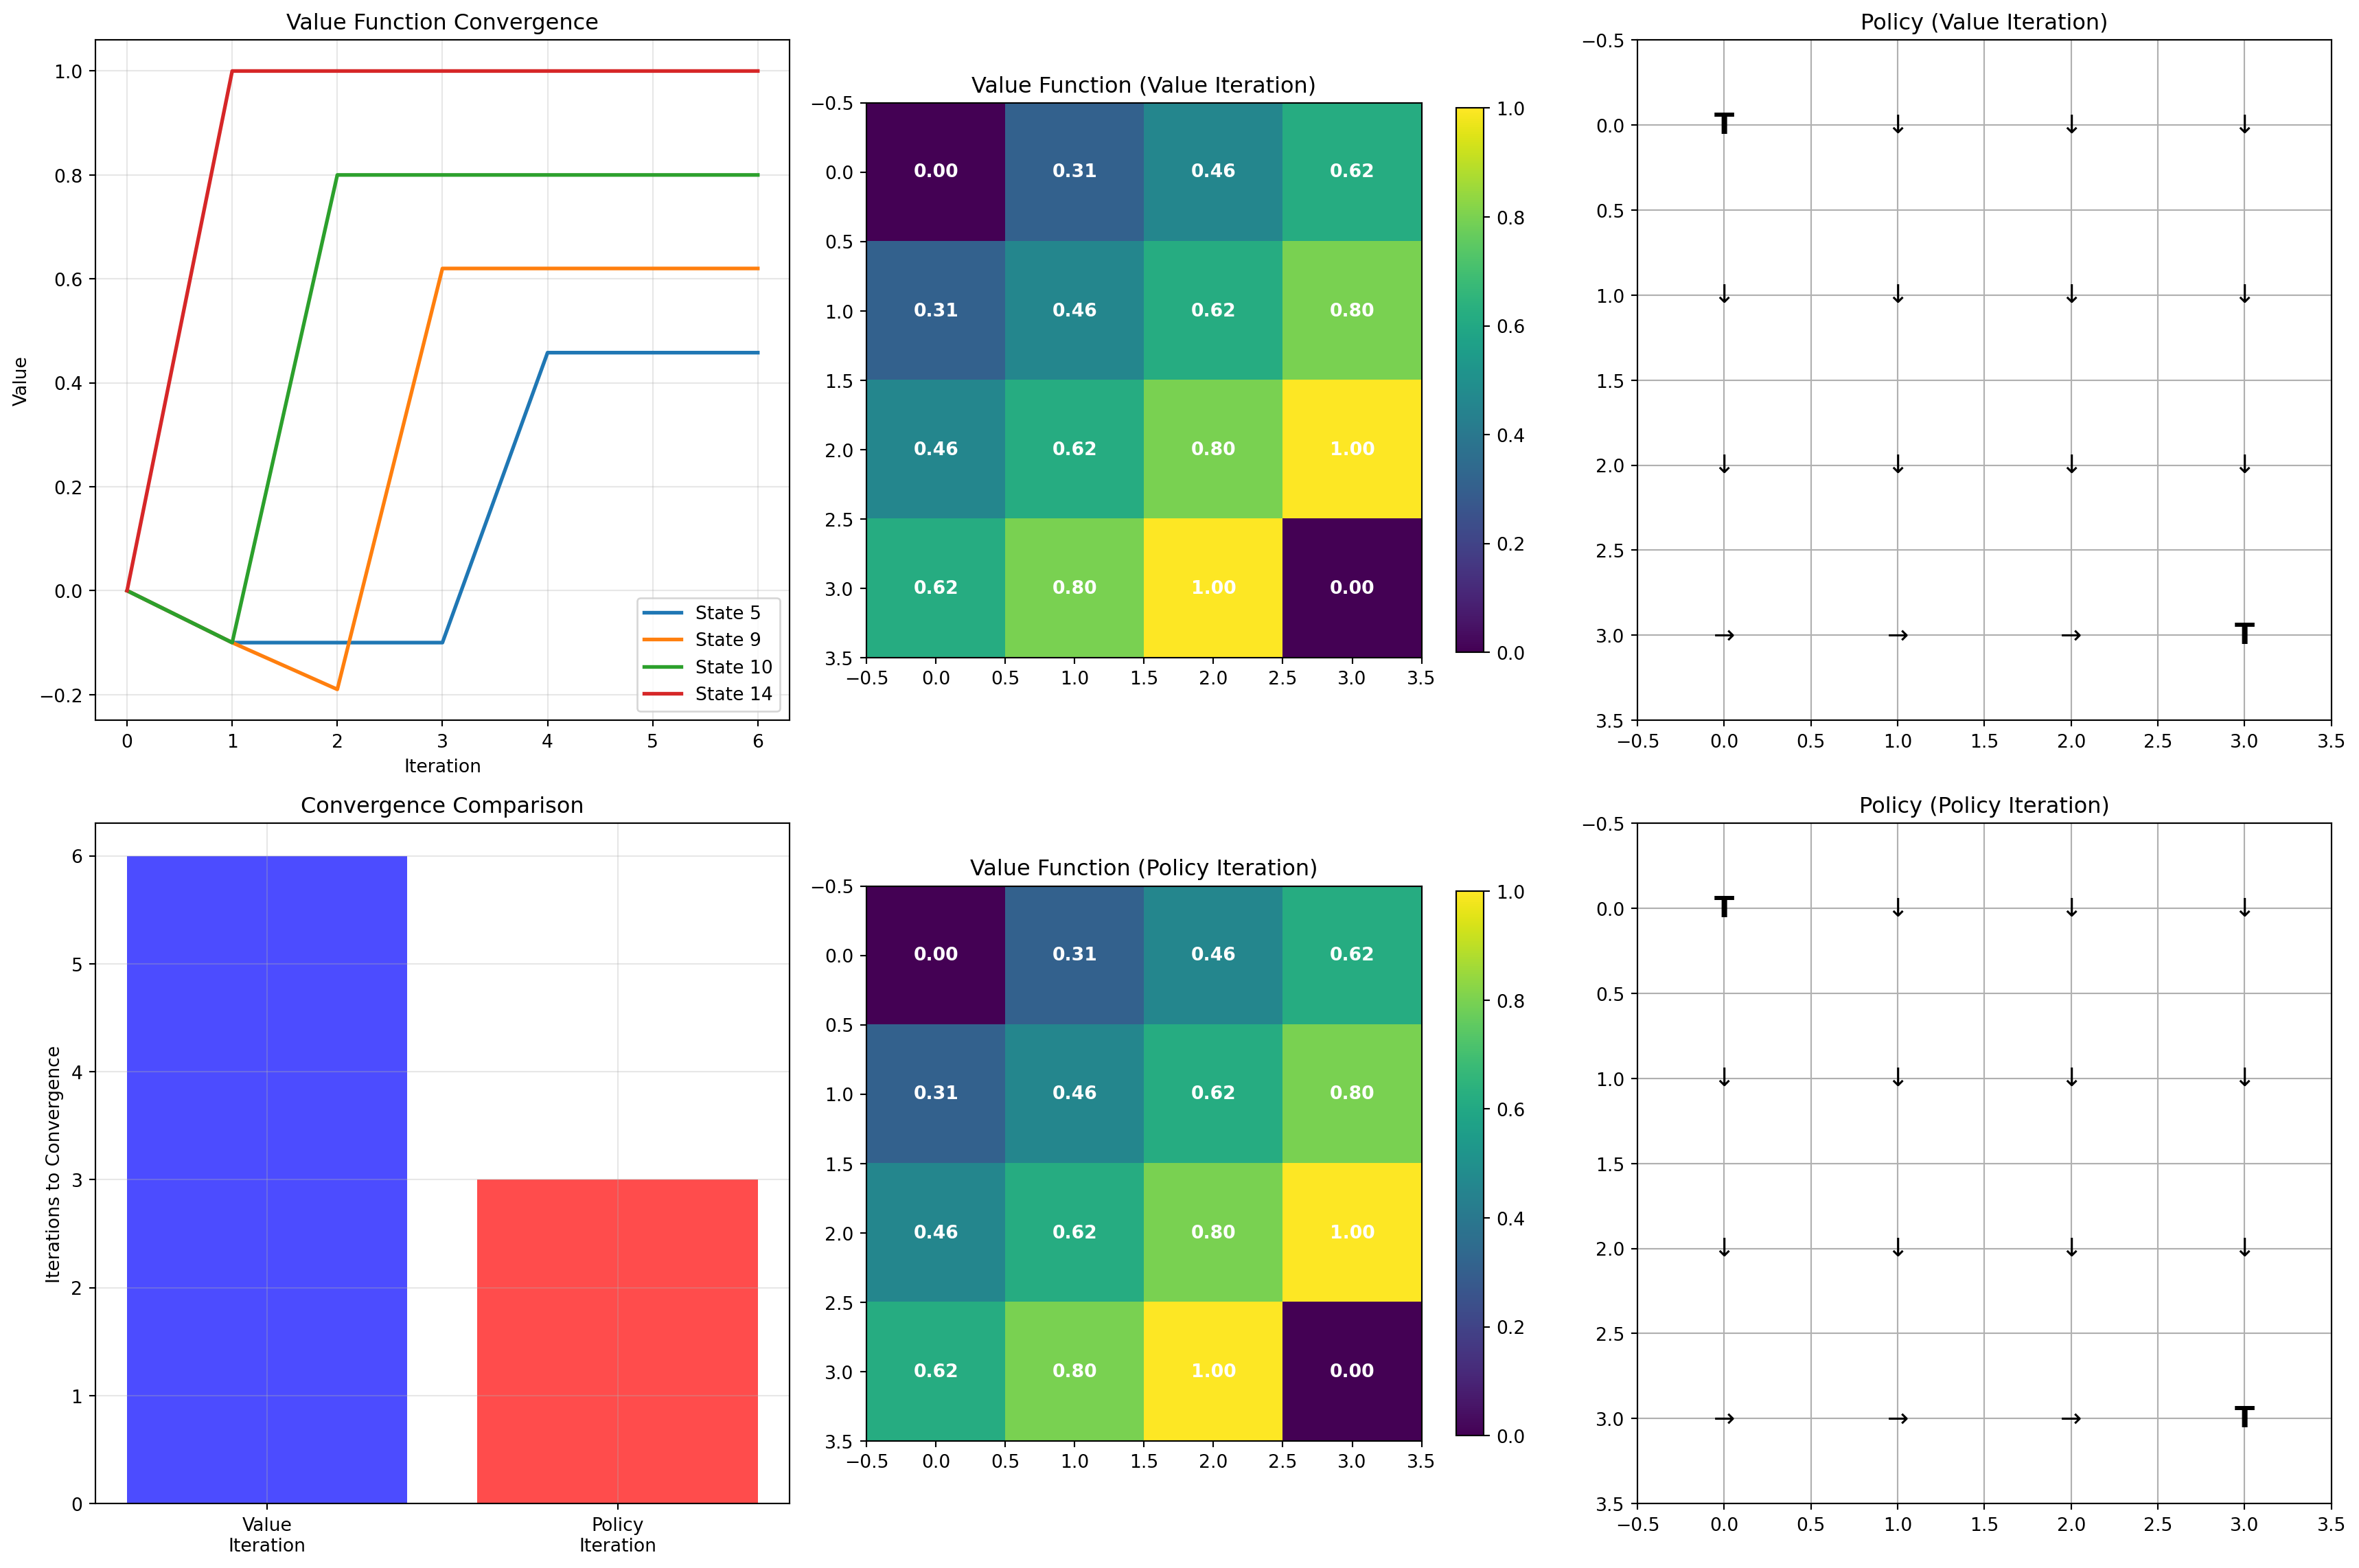 Value Function Convergence
1.0
0.8
0.6
0.4
0.2
0.0
−0.2
Value
0 1 2 3 4 5 6
Iteration
State 5
State 9
State 10
State 14
Value Function (Value Iteration)
−0.5
0.0
0.5
1.0
1.5
2.0
2.5
3.0
3.5
0.00 0.31 0.46 0.62
0.31 0.46 0.62 0.80
0.46 0.62 0.80 1.00
0.62 0.80 1.00 0.00
−0.5 0.0 0.5 1.0 1.5 2.0 2.5 3.0 3.5
1.0
0.8
0.6
0.4
0.2
0.0
Policy (Value Iteration)
−0.5
0.0
0.5
1.0
1.5
2.0
2.5
3.0
3.5
T ↓ ↓ ↓
↓ ↓ ↓ ↓
↓ ↓ ↓ ↓
→ → → T
−0.5 0.0 0.5 1.0 1.5 2.0 2.5 3.0 3.5
Convergence Comparison
6
5
4
3
2
1
0
Iterations to Convergence
Value
Iteration
Policy
Iteration
Value Function (Policy Iteration)
−0.5
0.0
0.5
1.0
1.5
2.0
2.5
3.0
3.5
0.00 0.31 0.46 0.62
0.31 0.46 0.62 0.80
0.46 0.62 0.80 1.00
0.62 0.80 1.00 0.00
−0.5 0.0 0.5 1.0 1.5 2.0 2.5 3.0 3.5
1.0
0.8
0.6
0.4
0.2
0.0
Policy (Policy Iteration)
−0.5
0.0
0.5
1.0
1.5
2.0
2.5
3.0
3.5
T ↓ ↓ ↓
↓ ↓ ↓ ↓
↓ ↓ ↓ ↓
→ → → T
−0.5 0.0 0.5 1.0 1.5 2.0 2.5 3.0 3.5